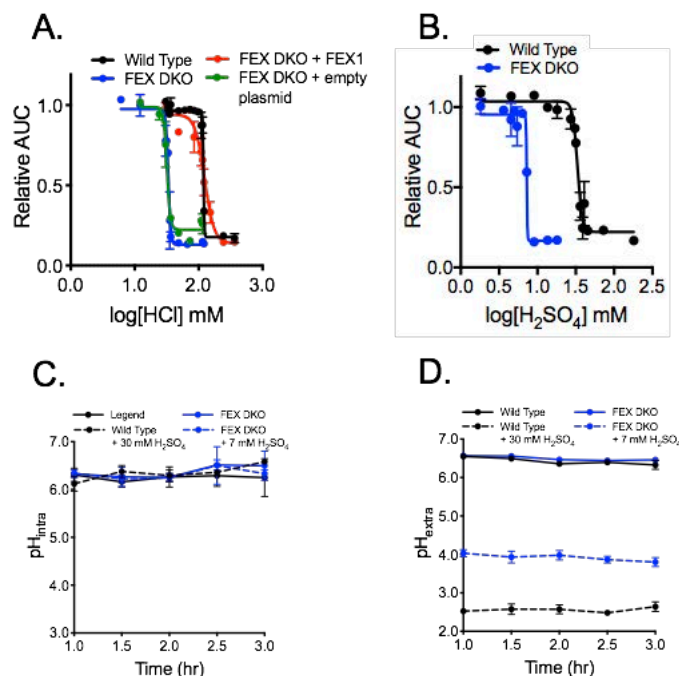 A.
Wild Type
FEX DKO + FEX1
FEX DKO
FEX DKO + empty
plasmid
1.0
0.5
0.0
Relative AUC
0.0
1.0
2.0
3.0
log[HCl] mM
B.
Wild Type
FEX DKO
1.0
0.5
0.0
Relative AUC
0.0
0.5
1.0
1.5
2.0
2.5
log[H₂SO₄] mM
C.
Legend
FEX DKO
Wild Type
+ 30 mM H₂SO₄
FEX DKO
+ 7 mM H₂SO₄
7.0
6.0
5.0
4.0
3.0
pHintra
1.0
1.5
2.0
2.5
3.0
Time (hr)
D.
Wild Type
FEX DKO
Wild Type
+ 30 mM H₂SO₄
FEX DKO
+ 7 mM H₂SO₄
7.0
6.0
5.0
4.0
3.0
2.0
pHextra
1.0
1.5
2.0
2.5
3.0
Time (hr)